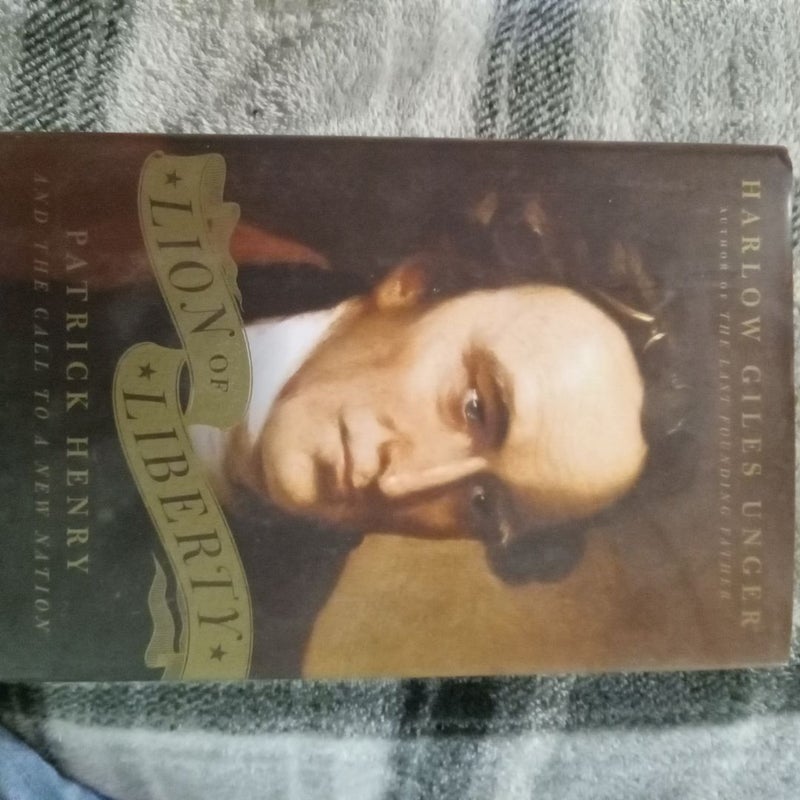 HARLOW GILES UNGER
AUTHOR OF THE LAST FOUNDING FATHER
LION OF
LIBERTY
PATRICK HENRY
AND THE CALL TO A NEW NATION